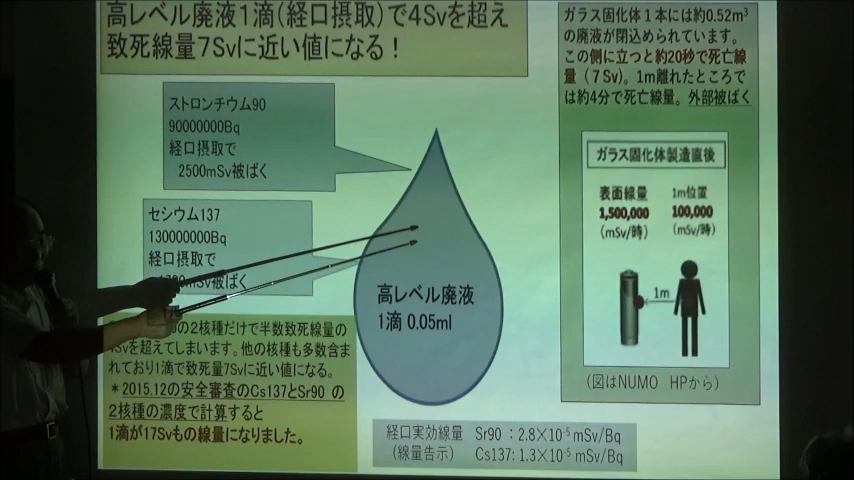 高レベル廃液1滴(経口摂取)で4Svを超え
致死線量7Svに近い値になる!
ストロンチウム90
90000000Bq
経口摂取で
2500mSv被ばく
セシウム137
130000000Bq
経口摂取で
mSv被ばく
の2核種だけで半数致死線量の
4Svを超えてしまいます。他の核種も多数含ま
れており1滴で致死量7Svに近い値になる。
*2015.12の安全審査のCs137とSr90 の
2核種の濃度で計算すると
1滴が17Svもの線量になりました。
高レベル廃液
1滴 0.05ml
経口実効線量 Sr90 : 2.8×10⁻⁵ mSv/Bq
(線量告示) Cs137: 1.3×10⁻⁵ mSv/Bq
ガラス固化体1本には約0.52m³
の廃液が閉込められています。
この側に立つと約20秒で死亡線
量(7Sv)。1m離れたところで
は約4分で死亡線量。外部被ばく
ガラス固化体製造直後
表面線量 1m位置
1,500,000 100,000
(mSv/時) (mSv/時)
1m
(図はNUMO HPから)